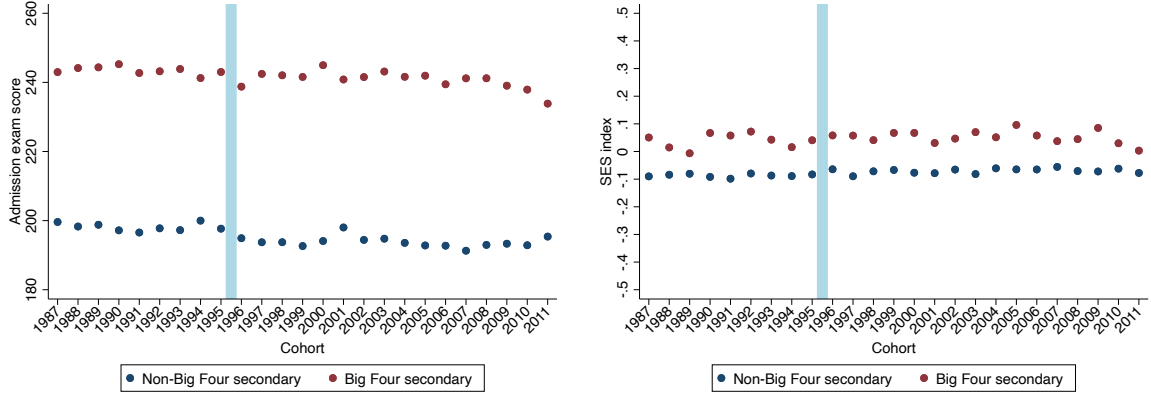 Admission exam score
260
240
220
200
180
1987 1988 1989 1990 1991 1992 1993 1994 1995 1996 1997 1998 1999 2000 2001 2002 2003 2004 2005 2006 2007 2008 2009 2010 2011
Cohort
Non-Big Four secondary Big Four secondary
SES index
.5
.4
.3
.2
.1
0
-.1
-.2
-.3
-.4
-.5
1987 1988 1989 1990 1991 1992 1993 1994 1995 1996 1997 1998 1999 2000 2001 2002 2003 2004 2005 2006 2007 2008 2009 2010 2011
Cohort
Non-Big Four secondary Big Four secondary